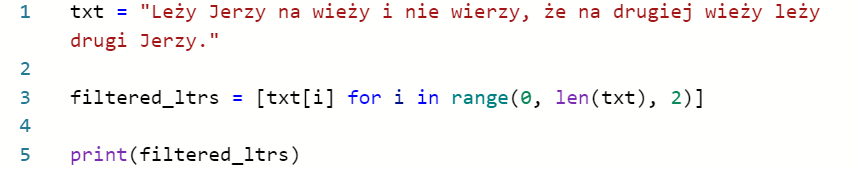 1 txt = "Leży Jerzy na wieży i nie wierzy, że na drugiej wieży leży
drugi Jerzy."
2
3 filtered_ltrs = [txt[i] for i in range(0, len(txt), 2)]
4
5 print(filtered_ltrs)